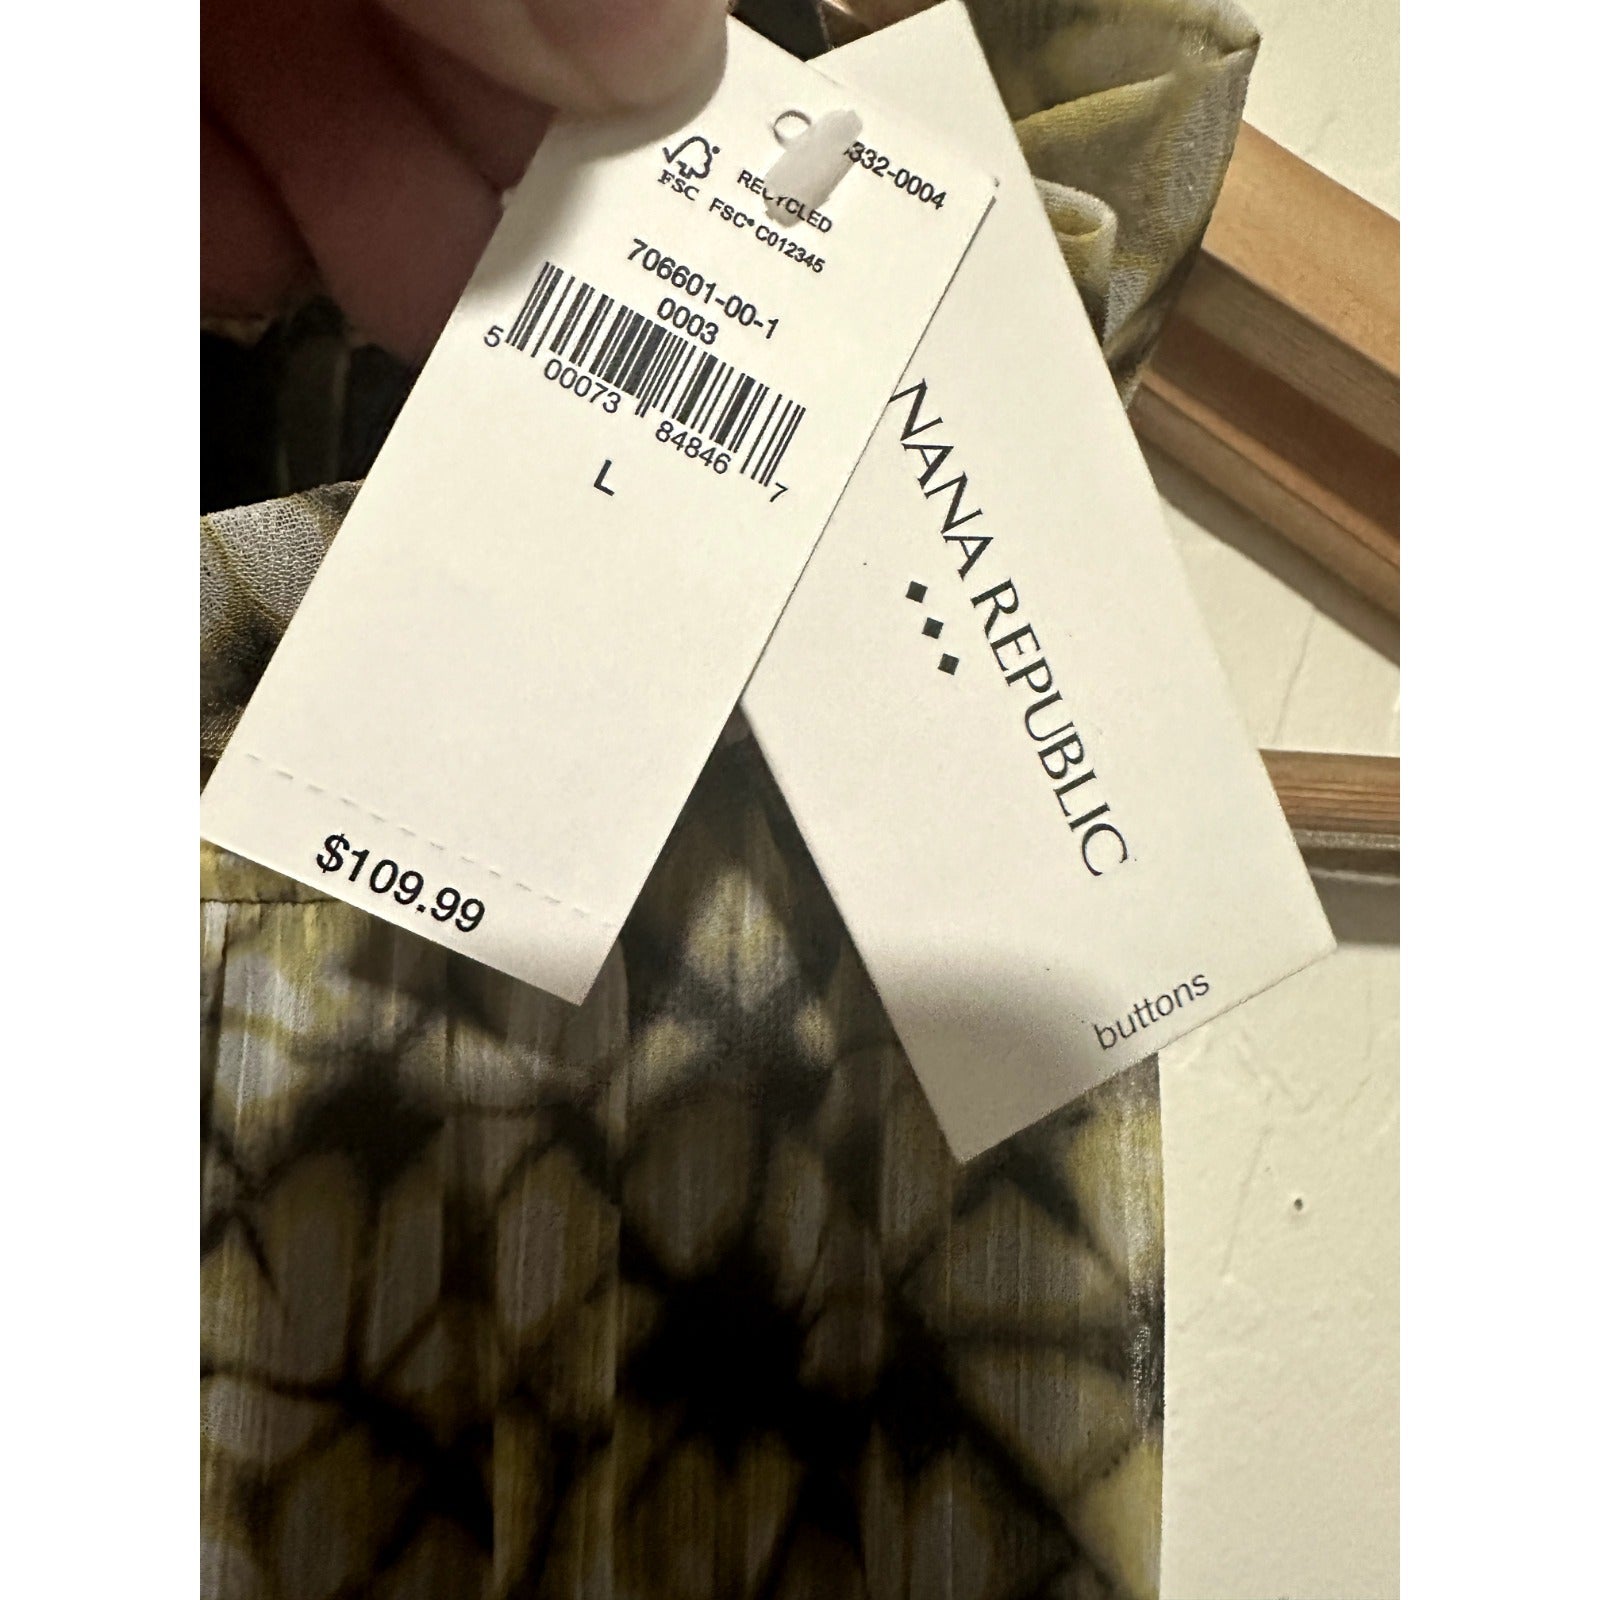 332-0004
FSC
RECYCLED
FSC® C012345
706601-00-1
0003
5 00073 84846 7
L
$109.99
NANA REPUBLIC
buttons